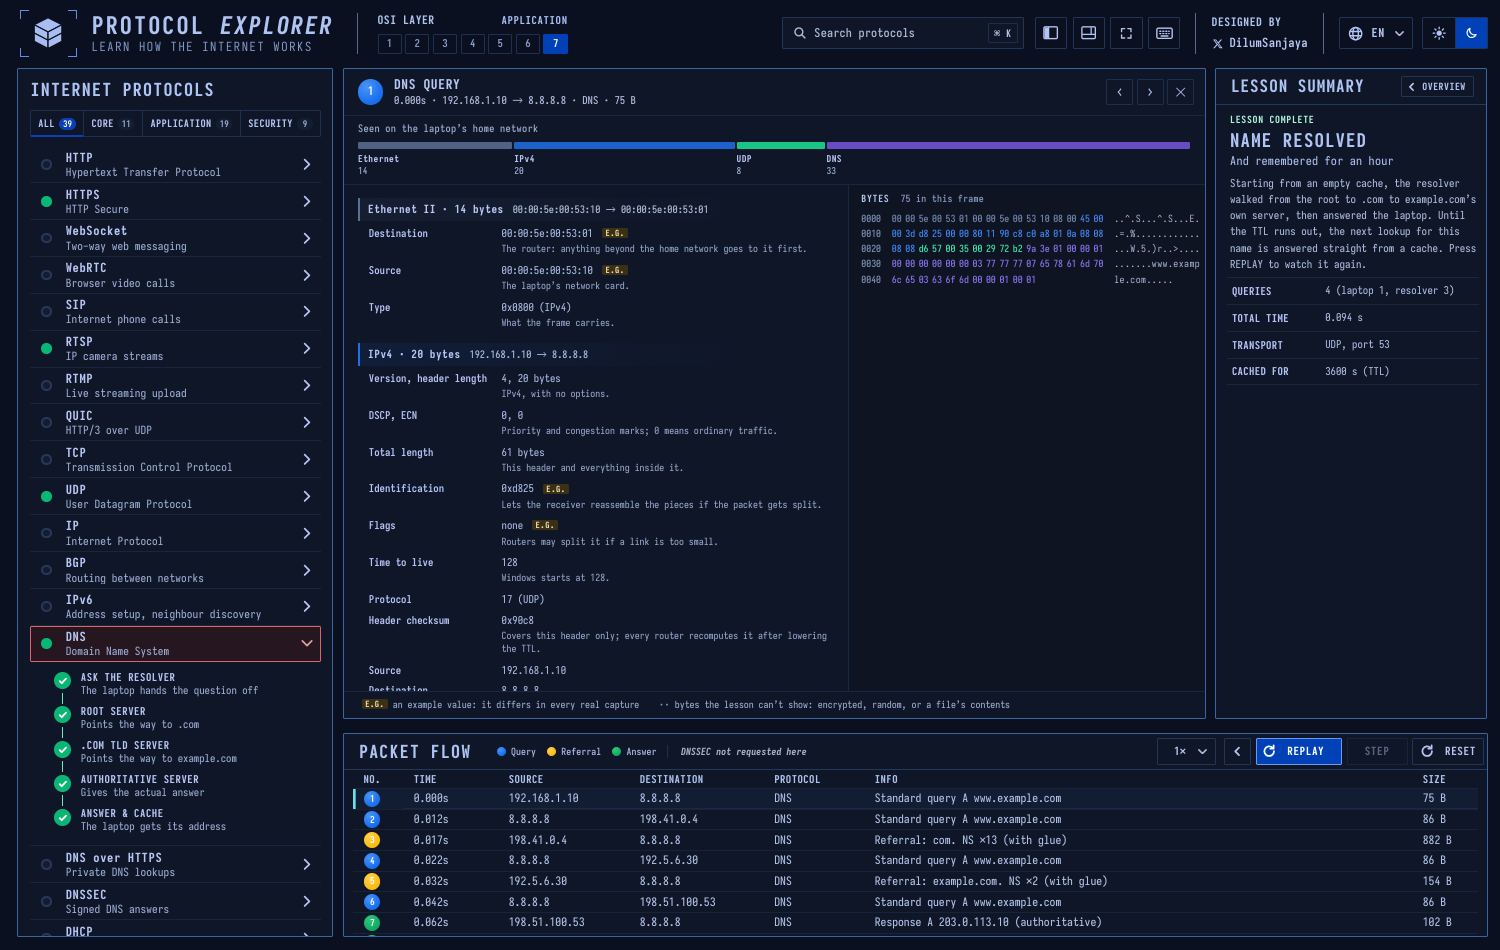 PROTOCOL EXPLORER
LEARN HOW THE INTERNET WORKS
OSI LAYER APPLICATION
1 2 3 4 5 6 7
Search protocols ⌘ K
DESIGNED BY
DilumSanjaya
EN
INTERNET PROTOCOLS
ALL 39 CORE 11 APPLICATION 19 SECURITY 9
HTTP
Hypertext Transfer Protocol
HTTPS
HTTP Secure
WebSocket
Two-way web messaging
WebRTC
Browser video calls
SIP
Internet phone calls
RTSP
IP camera streams
RTMP
Live streaming upload
QUIC
HTTP/3 over UDP
TCP
Transmission Control Protocol
UDP
User Datagram Protocol
IP
Internet Protocol
BGP
Routing between networks
IPv6
Address setup, neighbour discovery
DNS
Domain Name System
ASK THE RESOLVER
The laptop hands the question off
ROOT SERVER
Points the way to .com
.COM TLD SERVER
Points the way to example.com
AUTHORITATIVE SERVER
Gives the actual answer
ANSWER & CACHE
The laptop gets its address
DNS over HTTPS
Private DNS lookups
DNSSEC
Signed DNS answers
DHCP
1 DNS QUERY
0.000s · 192.168.1.10 → 8.8.8.8 · DNS · 75 B
Seen on the laptop's home network
Ethernet IPv4 UDP DNS
14 20 8 33
Ethernet II · 14 bytes 00:00:5e:00:53:10 → 00:00:5e:00:53:01
Destination 00:00:5e:00:53:01 E.G.
The router: anything beyond the home network goes to it first.
Source 00:00:5e:00:53:10 E.G.
The laptop's network card.
Type 0x0800 (IPv4)
What the frame carries.
IPv4 · 20 bytes 192.168.1.10 → 8.8.8.8
Version, header length 4, 20 bytes
IPv4, with no options.
DSCP, ECN 0, 0
Priority and congestion marks; 0 means ordinary traffic.
Total length 61 bytes
This header and everything inside it.
Identification 0xd825 E.G.
Lets the receiver reassemble the pieces if the packet gets split.
Flags none E.G.
Routers may split it if a link is too small.
Time to live 128
Windows starts at 128.
Protocol 17 (UDP)
Header checksum 0x90c8
Covers this header only; every router recomputes it after lowering
the TTL.
Source 192.168.1.10
Destination 8.8.8.8
BYTES 75 in this frame
0000 00 00 5e 00 53 01 00 00 5e 00 53 10 08 00 45 00 ..^.S...^.S...E.
0010 00 3d d8 25 00 00 80 11 90 c8 c0 a8 01 0a 08 08 .=.%............
0020 08 08 d6 57 00 35 00 29 72 b2 9a 3e 01 00 00 01 ...W.5.)r..>....
0030 00 00 00 00 00 00 03 77 77 77 07 65 78 61 6d 70 .......www.examp
0040 6c 65 03 63 6f 6d 00 00 01 00 01 le.com.....
E.G. an example value: it differs in every real capture ·· bytes the lesson can't show: encrypted, random, or a file's contents
LESSON SUMMARY OVERVIEW
LESSON COMPLETE
NAME RESOLVED
And remembered for an hour
Starting from an empty cache, the resolver
walked from the root to .com to example.com's
own server, then answered the laptop. Until
the TTL runs out, the next lookup for this
name is answered straight from a cache. Press
REPLAY to watch it again.
QUERIES 4 (laptop 1, resolver 3)
TOTAL TIME 0.094 s
TRANSPORT UDP, port 53
CACHED FOR 3600 s (TTL)
PACKET FLOW Query Referral Answer DNSSEC not requested here 1× REPLAY STEP RESET
NO. TIME SOURCE DESTINATION PROTOCOL INFO SIZE
1 0.000s 192.168.1.10 8.8.8.8 DNS Standard query A www.example.com 75 B
2 0.012s 8.8.8.8 198.41.0.4 DNS Standard query A www.example.com 86 B
3 0.017s 198.41.0.4 8.8.8.8 DNS Referral: com. NS ×13 (with glue) 882 B
4 0.022s 8.8.8.8 192.5.6.30 DNS Standard query A www.example.com 86 B
5 0.032s 192.5.6.30 8.8.8.8 DNS Referral: example.com. NS ×2 (with glue) 154 B
6 0.042s 8.8.8.8 198.51.100.53 DNS Standard query A www.example.com 86 B
7 0.062s 198.51.100.53 8.8.8.8 DNS Response A 203.0.113.10 (authoritative) 102 B